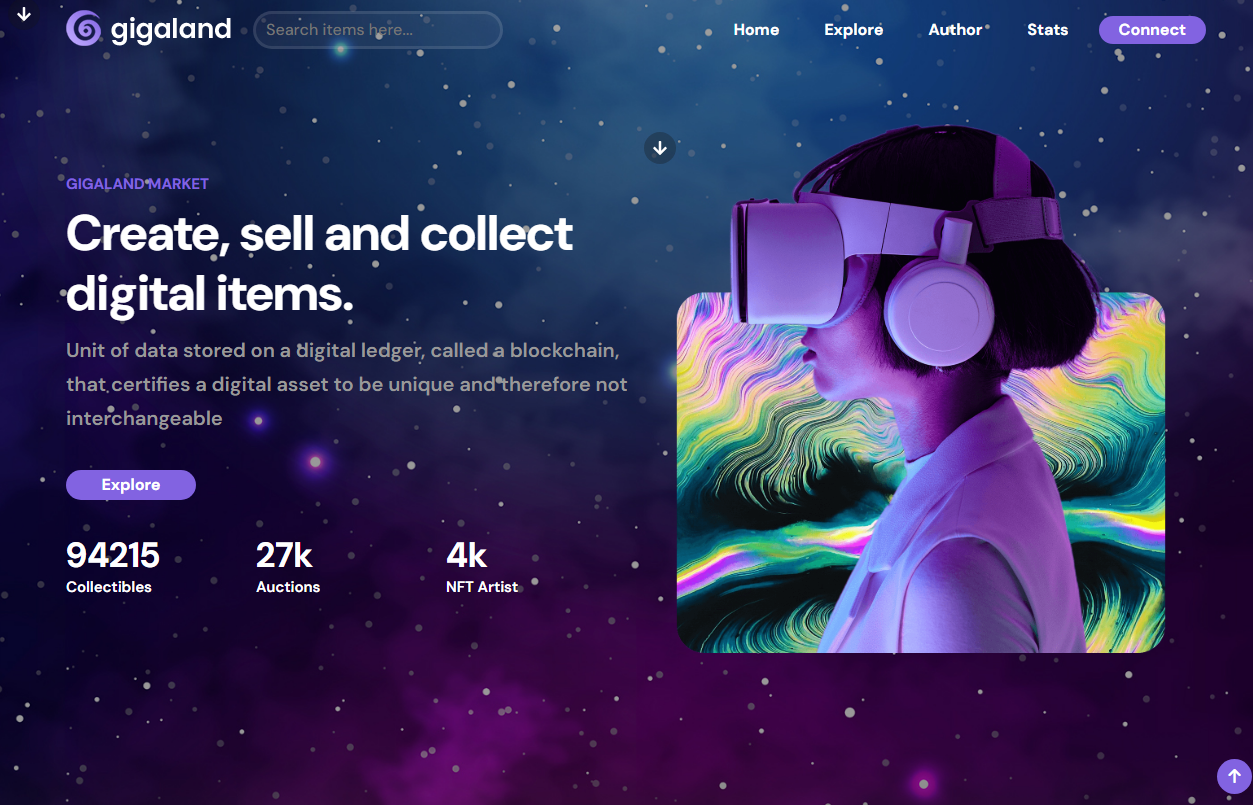 gigaland
Search items here...
Home
Explore
Author
Stats
Connect
GIGALAND MARKET
Create, sell and collect
digital items.
Unit of data stored on a digital ledger, called a blockchain,
that certifies a digital asset to be unique and therefore not
interchangeable
Explore
94215
27k
4k
Collectibles
Auctions
NFT Artist